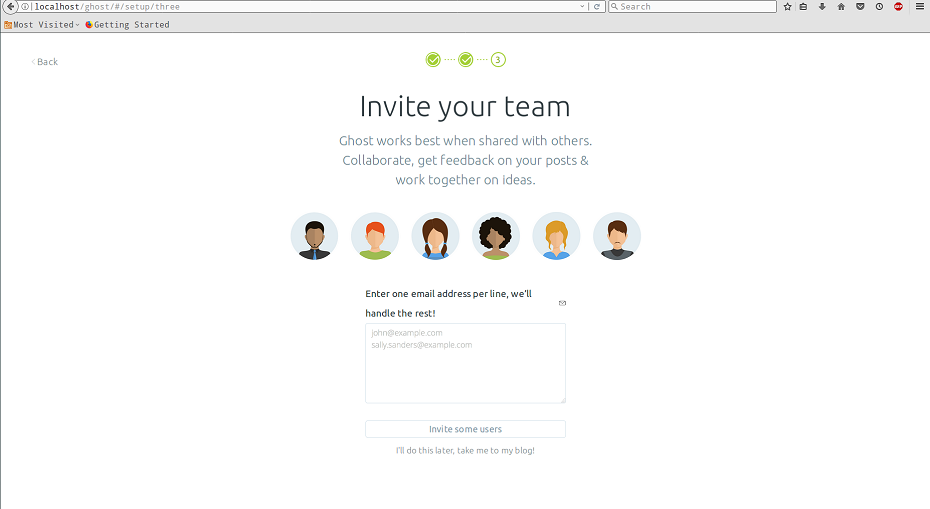 localhost/ghost/#/setup/three
Search
ABP
Most Visited
Getting Started
Back
3
Invite your team
Ghost works best when shared with others.
Collaborate, get feedback on your posts &
work together on ideas.
Enter one email address per line, we'll
handle the rest!
john@example.com
sally.sanders@example.com
Invite some users
I'll do this later, take me to my blog!